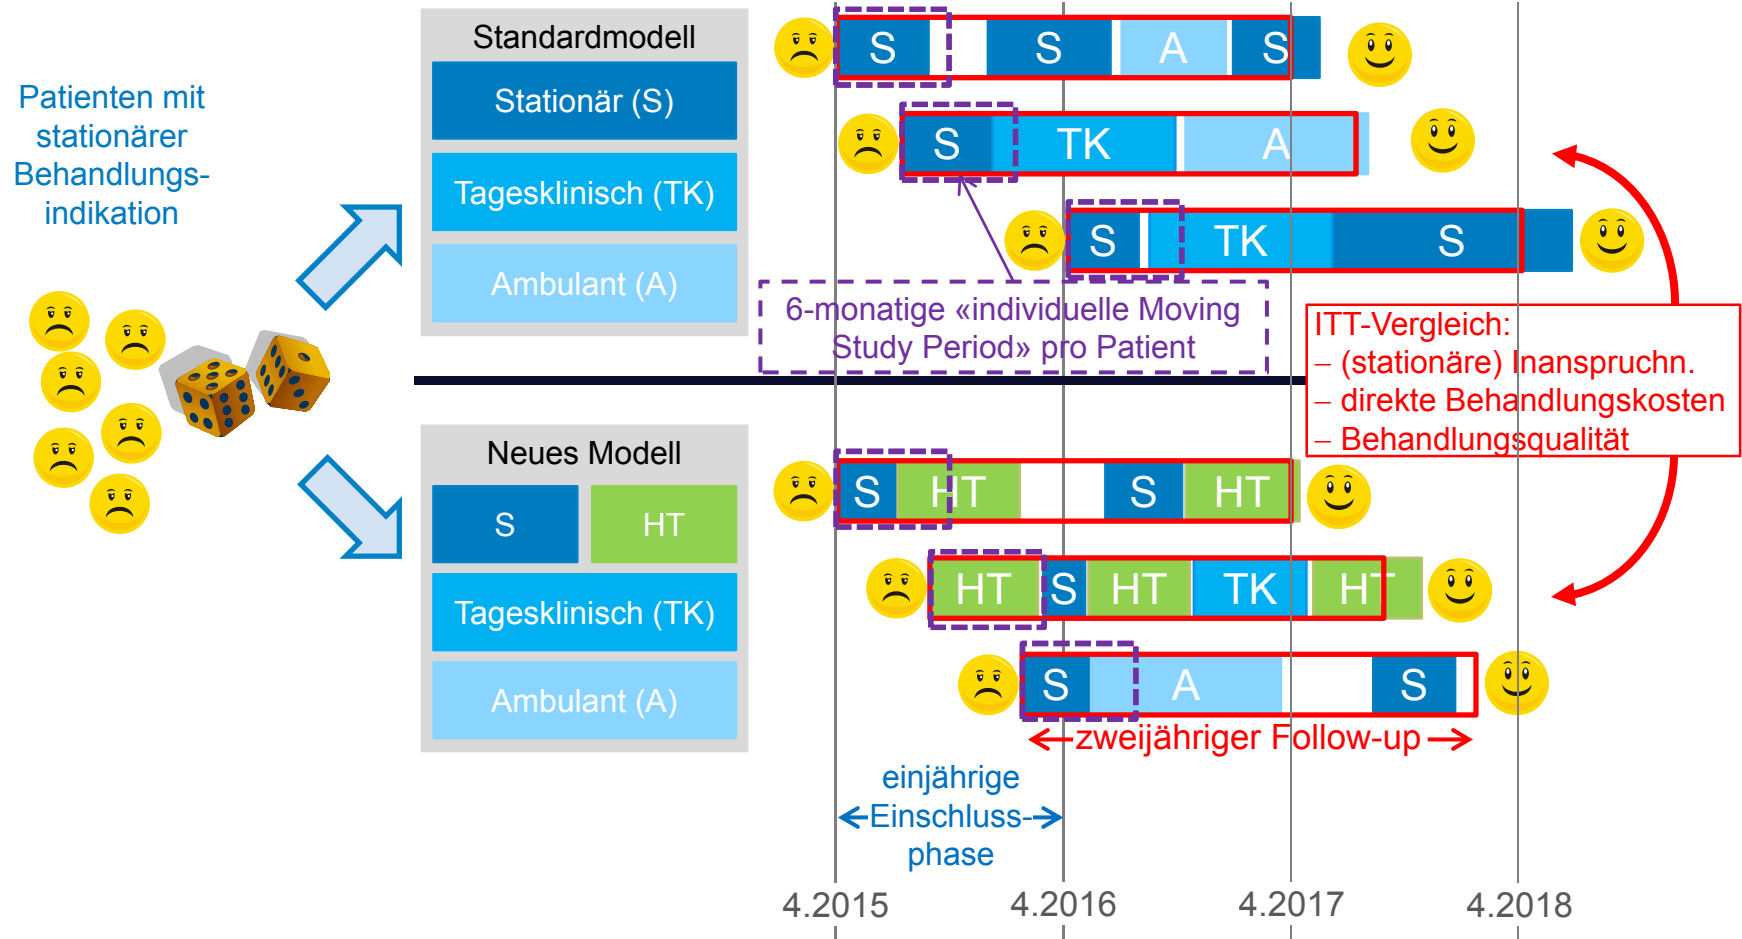 Patienten mit
stationärer
Behandlungs-
indikation
Standardmodell
Stationär (S)
Tagesklinisch (TK)
Ambulant (A)
S S A S
S TK A
S TK S
6-monatige «individuelle Moving
Study Period» pro Patient
ITT-Vergleich:
– (stationäre) Inanspruchn.
– direkte Behandlungskosten
– Behandlungsqualität
Neues Modell
S HT
Tagesklinisch (TK)
Ambulant (A)
S HT S HT
HT S HT TK HT
S A S
zweijähriger Follow-up
einjährige
Einschluss-
phase
4.2015 4.2016 4.2017 4.2018